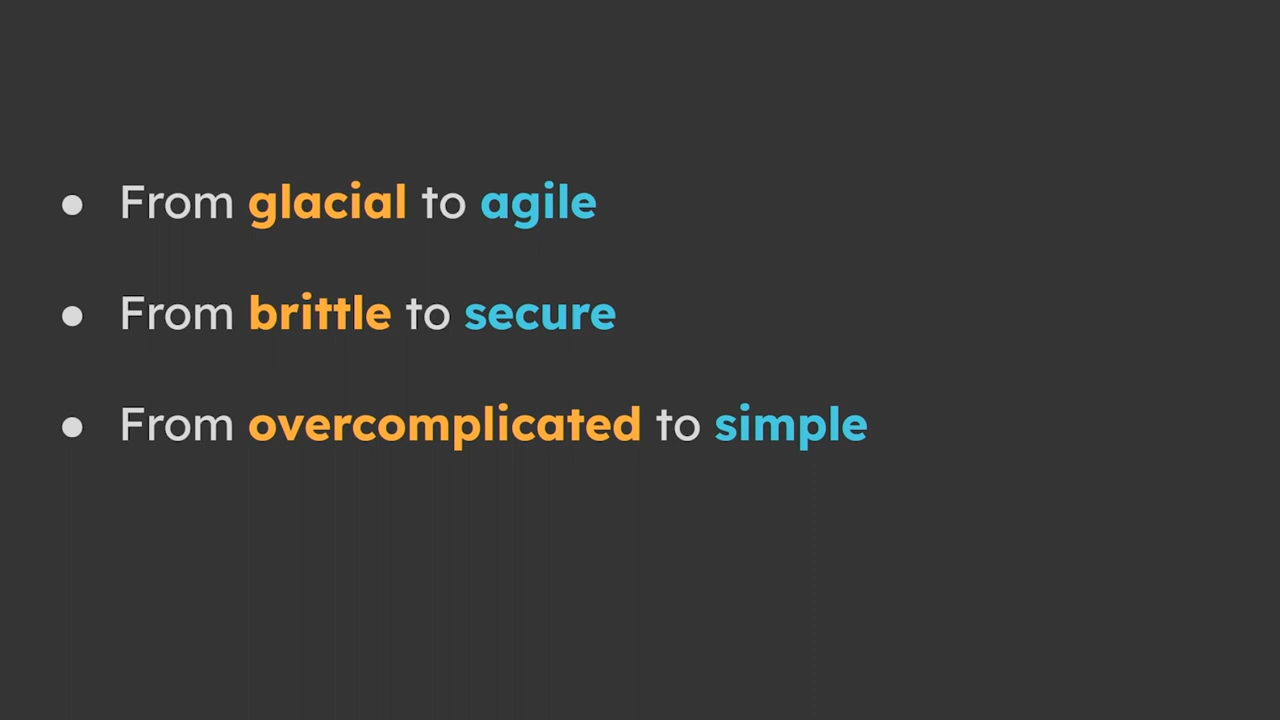 ● From glacial to agile
● From brittle to secure
● From overcomplicated to simple